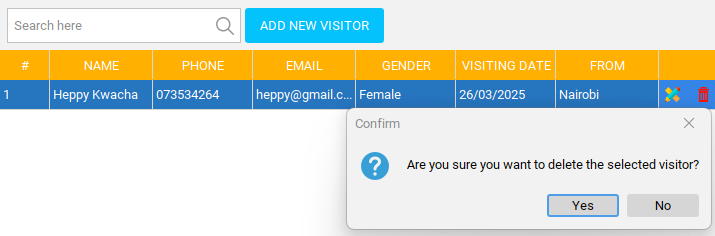 Search here
ADD NEW VISITOR
# NAME PHONE EMAIL GENDER VISITING DATE FROM
1 Heppy Kwacha 073534264 heppy@gmail.c... Female 26/03/2025 Nairobi
Confirm
Are you sure you want to delete the selected visitor?
Yes No